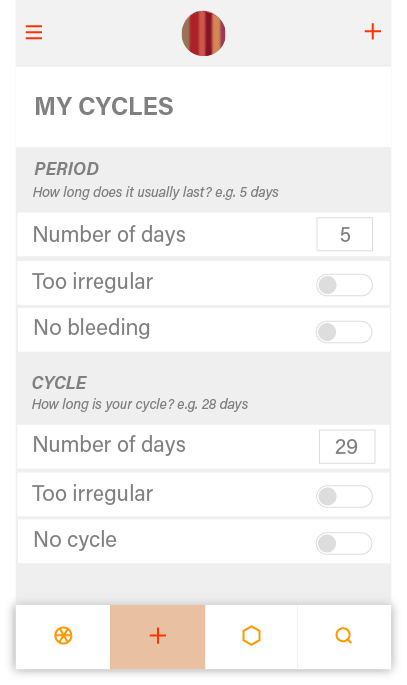 MY CYCLES
PERIOD
How long does it usually last? e.g. 5 days
Number of days 5
Too irregular
No bleeding
CYCLE
How long is your cycle? e.g. 28 days
Number of days 29
Too irregular
No cycle